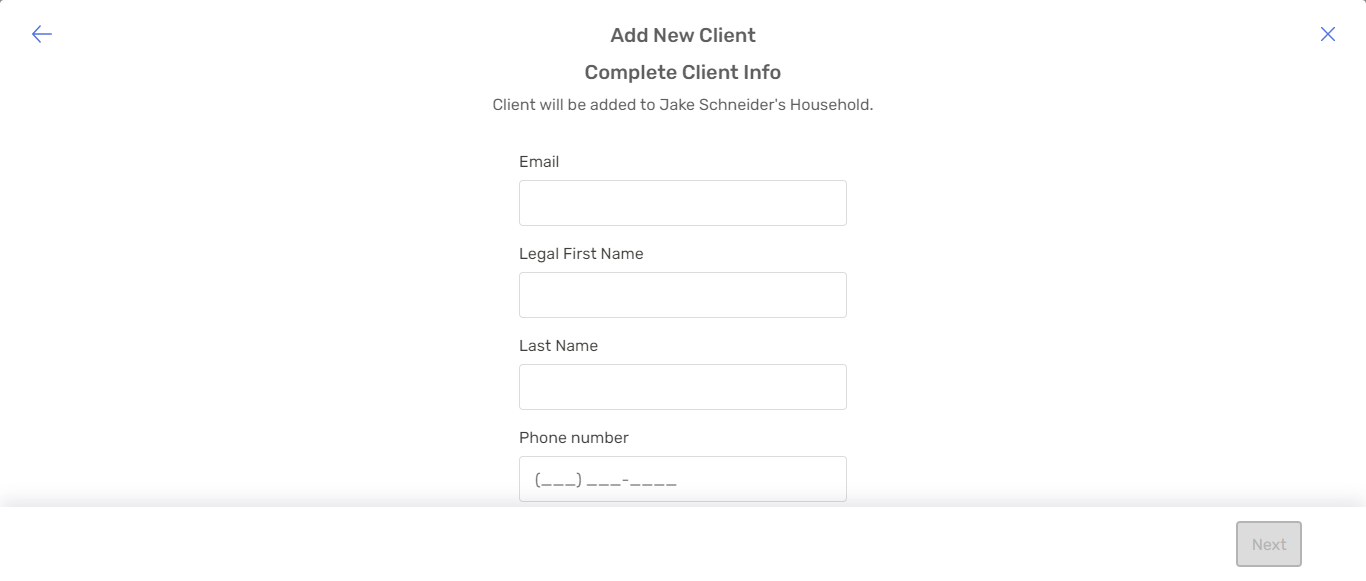 Add New Client
Complete Client Info
Client will be added to Jake Schneider's Household.
Email
Legal First Name
Last Name
Phone number
(___) ___-____
Next